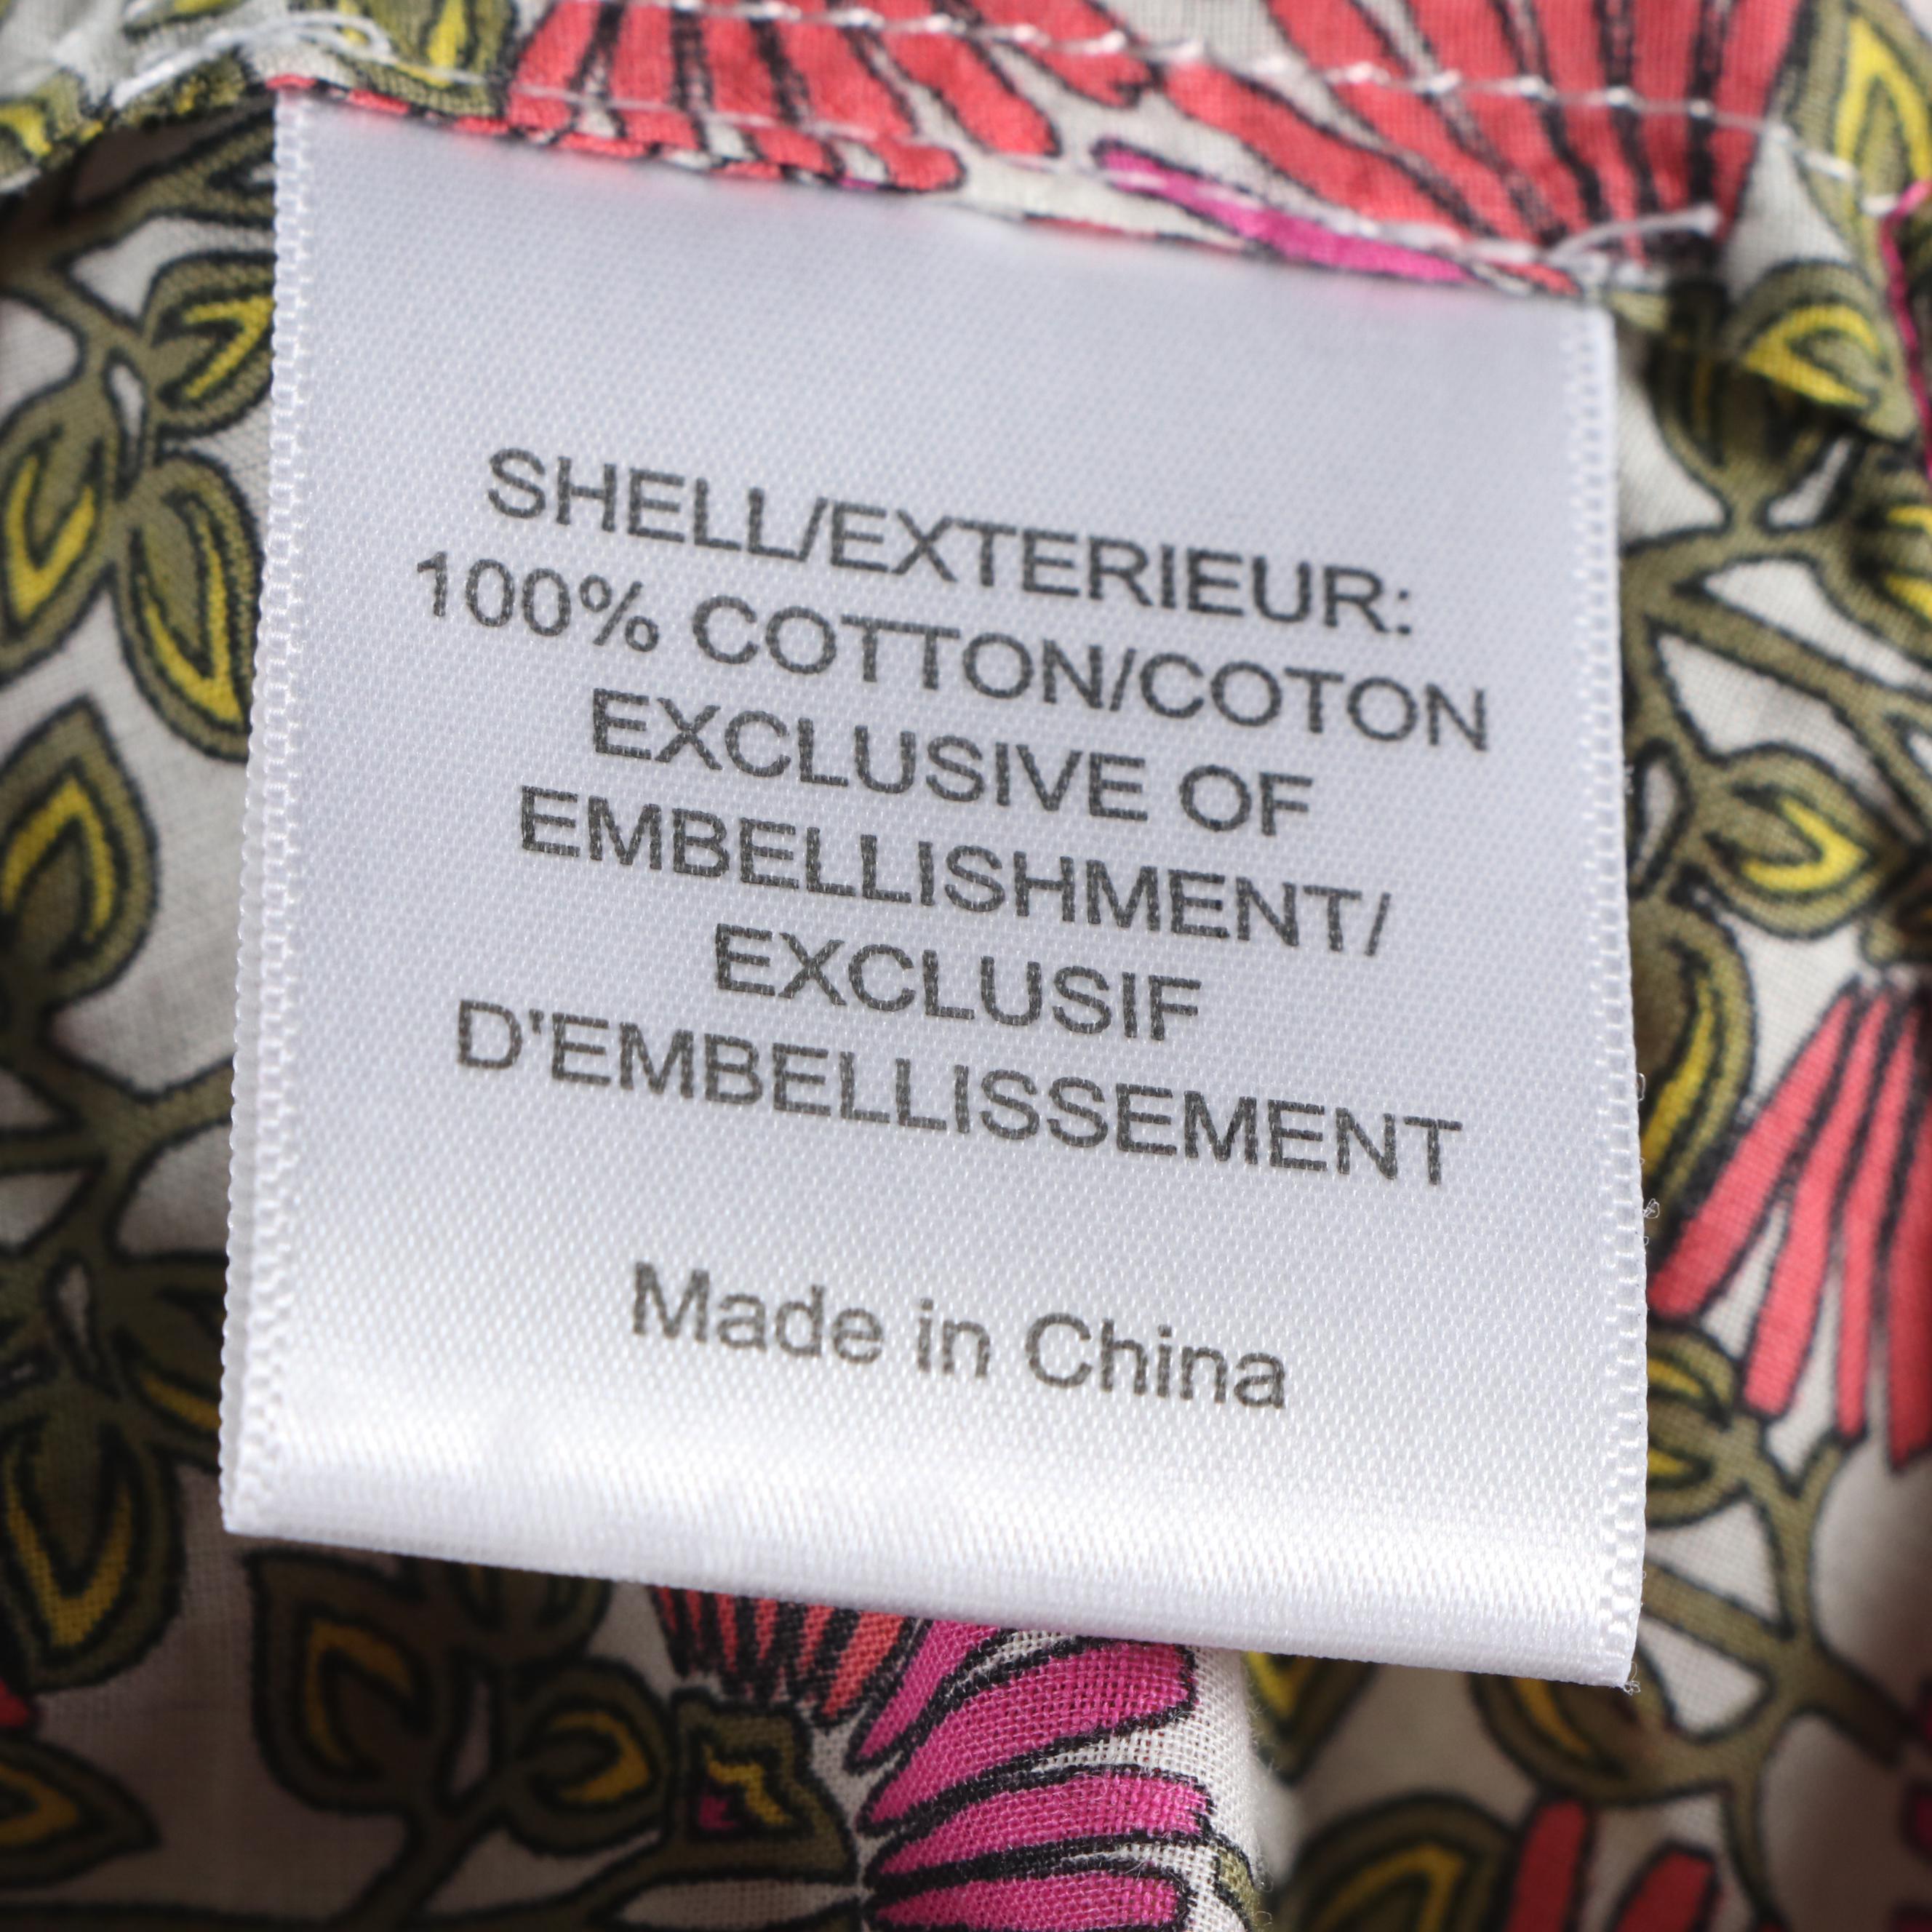 SHELL/EXTERIEUR:
100% COTTON/COTON
EXCLUSIVE OF
EMBELLISHMENT/
EXCLUSIF
D'EMBELLISSEMENT
Made in China